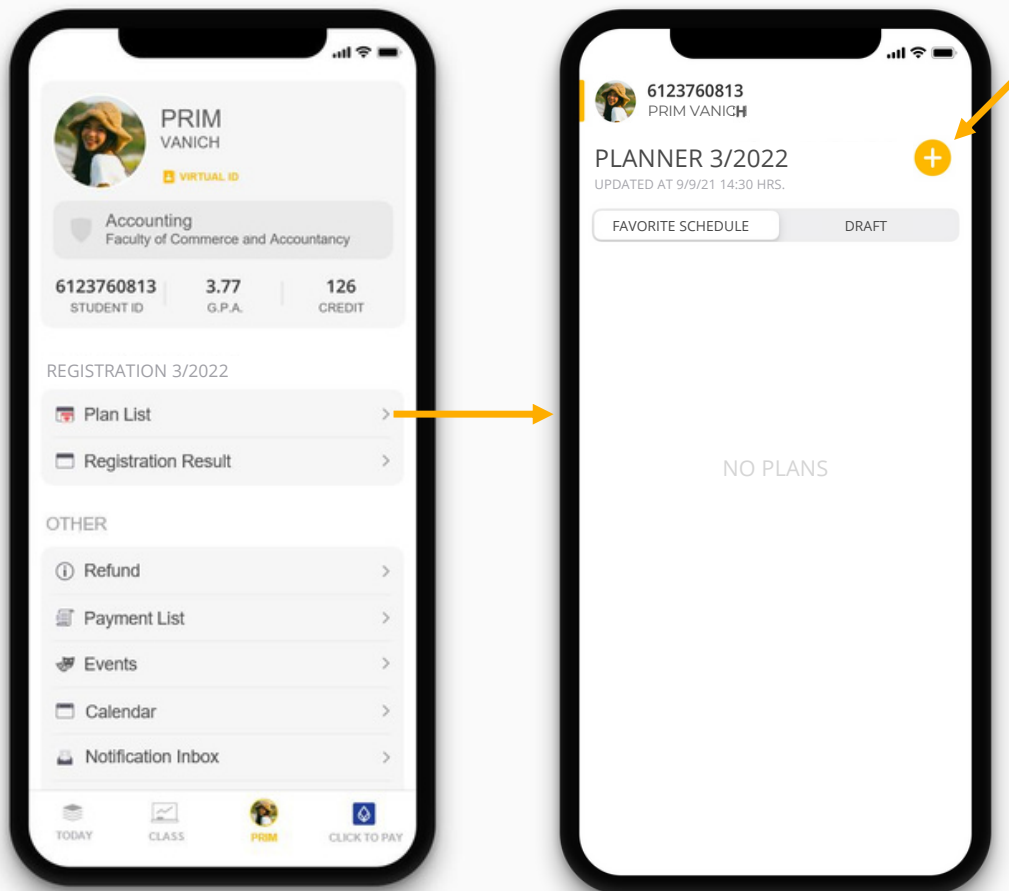 PRIM
VANICH
VIRTUAL ID
Accounting
Faculty of Commerce and Accountancy
6123760813 3.77 126
STUDENT ID G.P.A. CREDIT
REGISTRATION 3/2022
Plan List
Registration Result
OTHER
Refund
Payment List
Events
Calendar
Notification Inbox
TODAY CLASS PRIM CLICK TO PAY
6123760813
PRIM VANICH
PLANNER 3/2022
UPDATED AT 9/9/21 14:30 HRS.
FAVORITE SCHEDULE DRAFT
NO PLANS